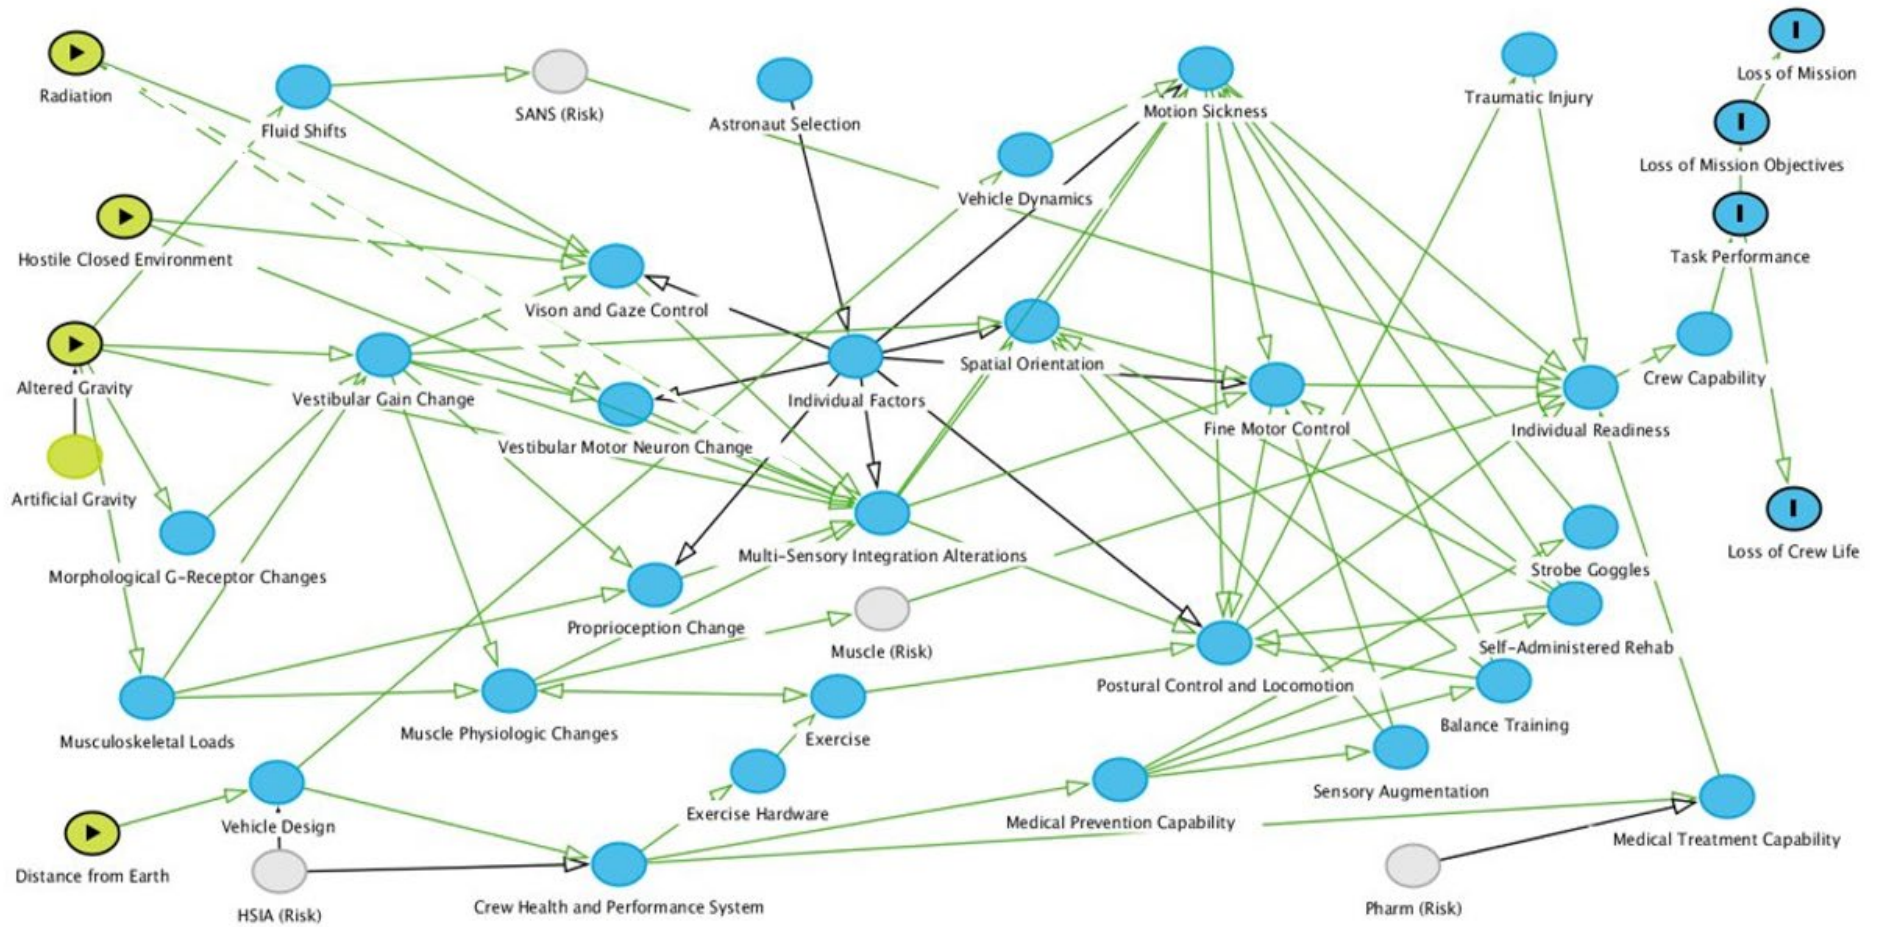 Radiation
Fluid Shifts
SANS (Risk)
Astronaut Selection
Motion Sickness
Traumatic Injury
Loss of Mission
Loss of Mission Objectives
Vehicle Dynamics
Hostile Closed Environment
Task Performance
Vison and Gaze Control
Spatial Orientation
Crew Capability
Altered Gravity
Vestibular Gain Change
Individual Factors
Fine Motor Control
Individual Readiness
Vestibular Motor Neuron Change
Artificial Gravity
Multi-Sensory Integration Alterations
Loss of Crew Life
Morphological G-Receptor Changes
Strobe Goggles
Proprioception Change
Muscle (Risk)
Self-Administered Rehab
Postural Control and Locomotion
Musculoskeletal Loads
Muscle Physiologic Changes
Exercise
Balance Training
Sensory Augmentation
Vehicle Design
Exercise Hardware
Medical Prevention Capability
Medical Treatment Capability
Distance from Earth
HSIA (Risk)
Crew Health and Performance System
Pharm (Risk)